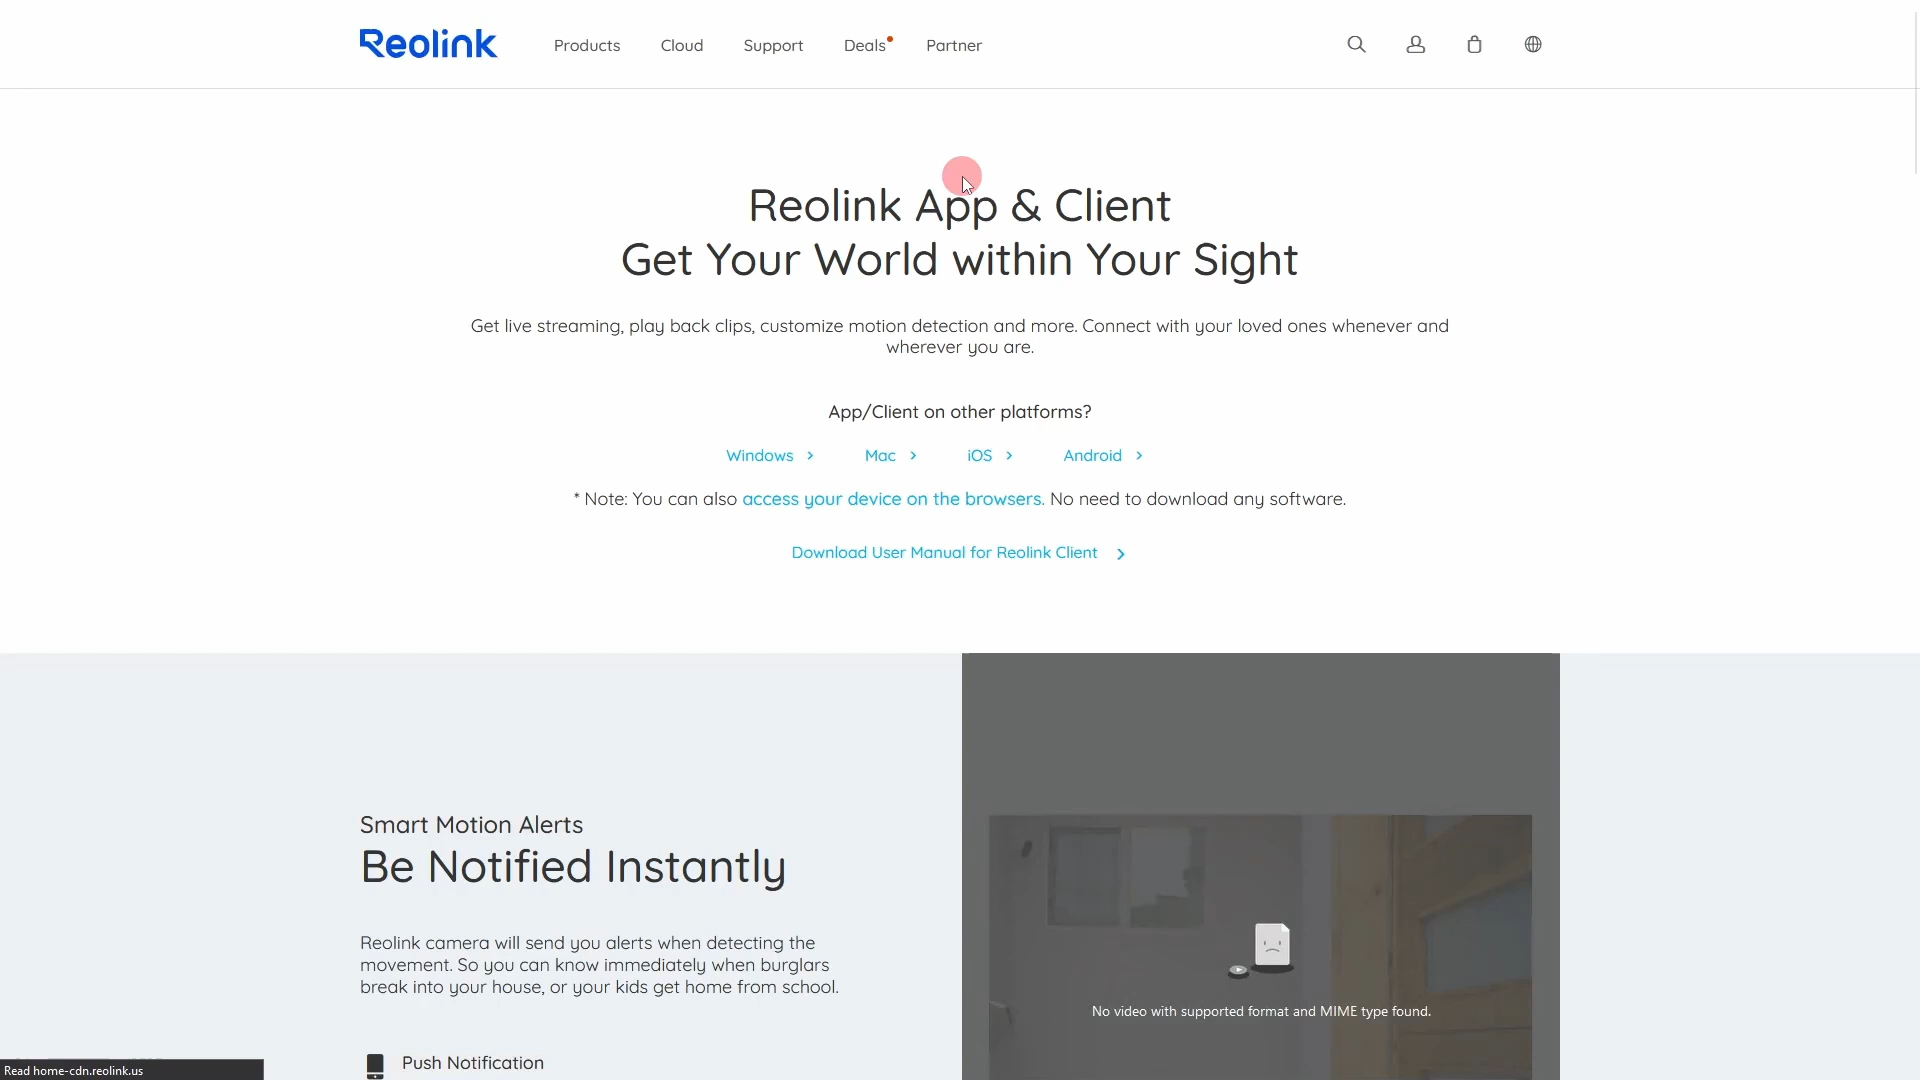 Reolink
Products
Cloud
Support
Deals
Partner
Reolink App & Client
Get Your World within Your Sight
Get live streaming, play back clips, customize motion detection and more. Connect with your loved ones whenever and
wherever you are.
App/Client on other platforms?
Windows
Mac
iOS
Android
* Note: You can also access your device on the browsers. No need to download any software.
Download User Manual for Reolink Client
Smart Motion Alerts
Be Notified Instantly
Reolink camera will send you alerts when detecting the
movement. So you can know immediately when burglars
break into your house, or your kids get home from school.
No video with supported format and MIME type found.
Push Notification
Read home-cdn.reolink.us